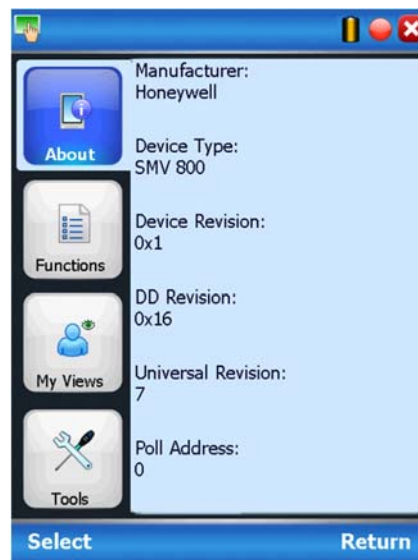 About
Functions
My Views
Tools
Manufacturer:
Honeywell
Device Type:
SMV 800
Device Revision:
0x1
DD Revision:
0x16
Universal Revision:
7
Poll Address:
0
Select
Return